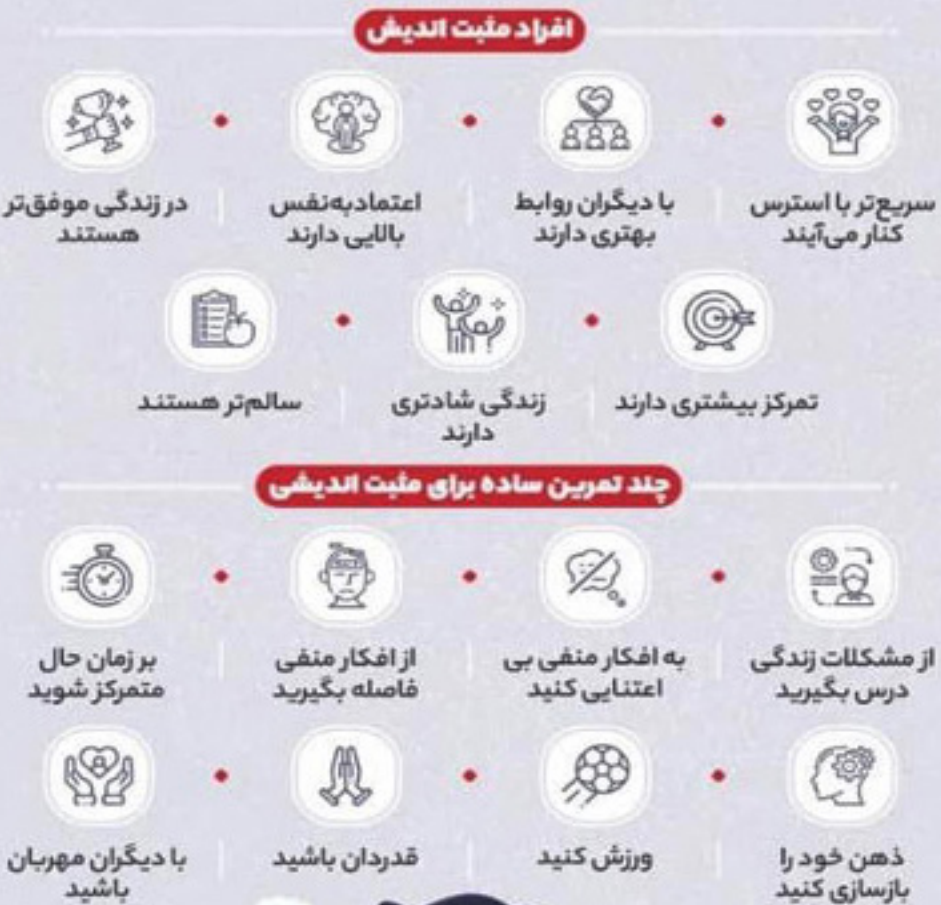 افراد مثبت اندیش
سریع‌تر با استرس
کنار می‌آیند
با دیگران روابط
بهتری دارند
اعتمادبه‌نفس
بالایی دارند
در زندگی موفق‌تر
هستند
تمرکز بیشتری دارند
زندگی شادتری
دارند
سالم‌تر هستند
چند تمرین ساده برای مثبت اندیشی
از مشکلات زندگی
درس بگیرید
به افکار منفی بی
اعتنایی کنید
از افکار منفی
فاصله بگیرید
بر زمان حال
متمرکز شوید
ذهن خود را
بازسازی کنید
ورزش کنید
قدردان باشید
با دیگران مهربان
باشید